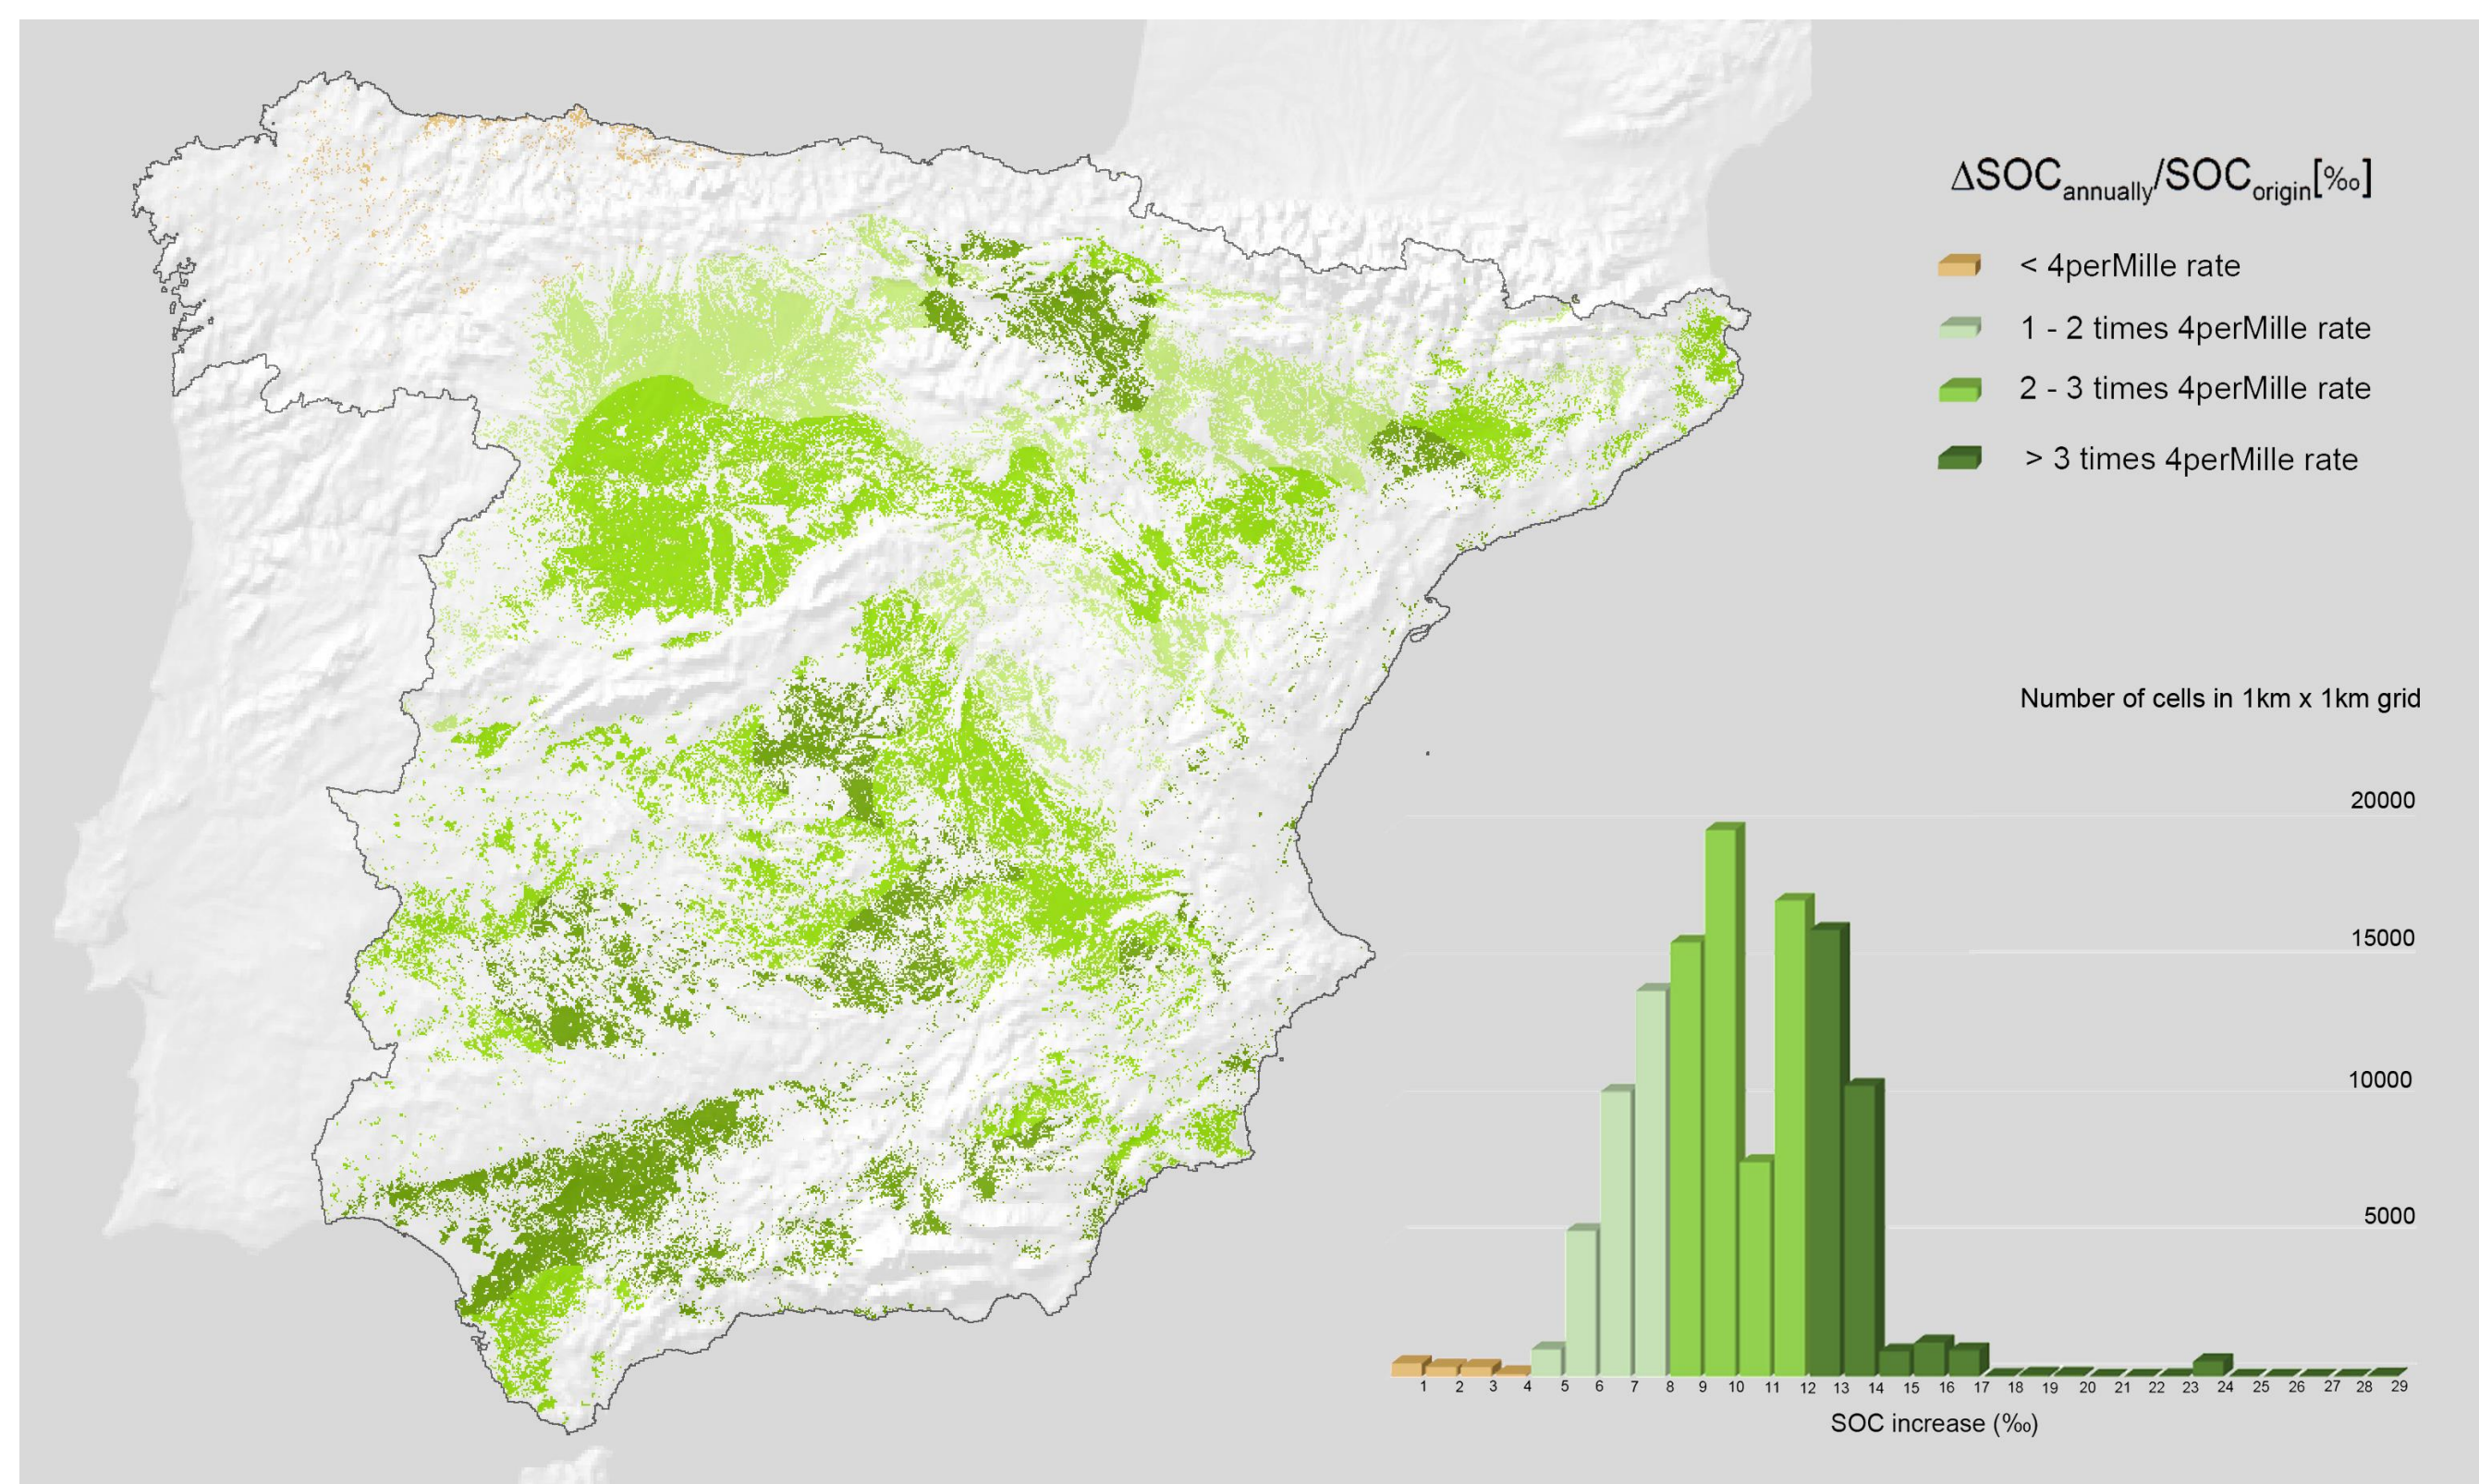 ΔSOCannually/SOCorigin[‰]
< 4perMille rate
1 - 2 times 4perMille rate
2 - 3 times 4perMille rate
> 3 times 4perMille rate
Number of cells in 1km x 1km grid
20000
15000
10000
5000
1 2 3 4 5 6 7 8 9 10 11 12 13 14 15 16 17 18 19 20 21 22 23 24 25 26 27 28 29
SOC increase (‰)